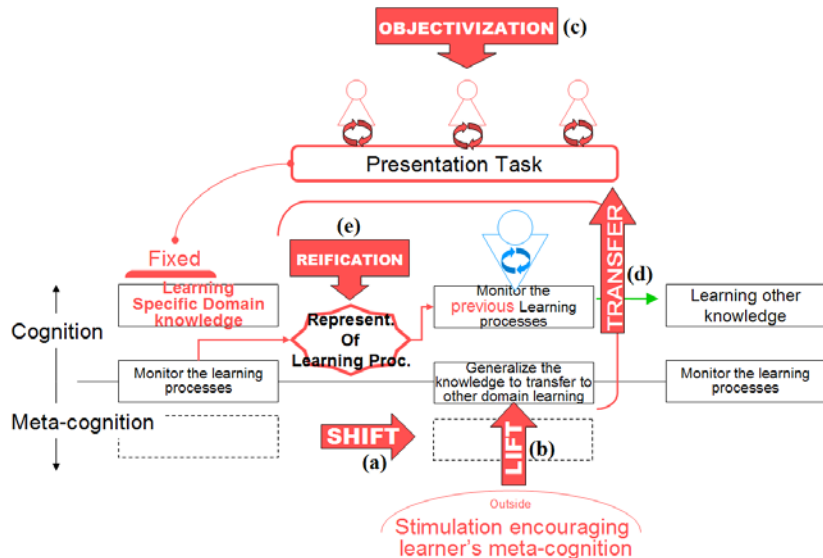 OBJECTIVIZATION (c)
Presentation Task
(e)
Fixed
REIFICATION
TRANSFER
(d)
Learning
Specific Domain
knowledge
Monitor the
previous Learning
processes
Learning other
knowledge
Cognition
Represent.
Of
Learning Proc.
Monitor the learning
processes
Generalize the
knowledge to transfer to
other domain learning
Monitor the learning
processes
Meta-cognition
SHIFT
(a)
LIFT
(b)
Outside
Stimulation encouraging
learner's meta-cognition